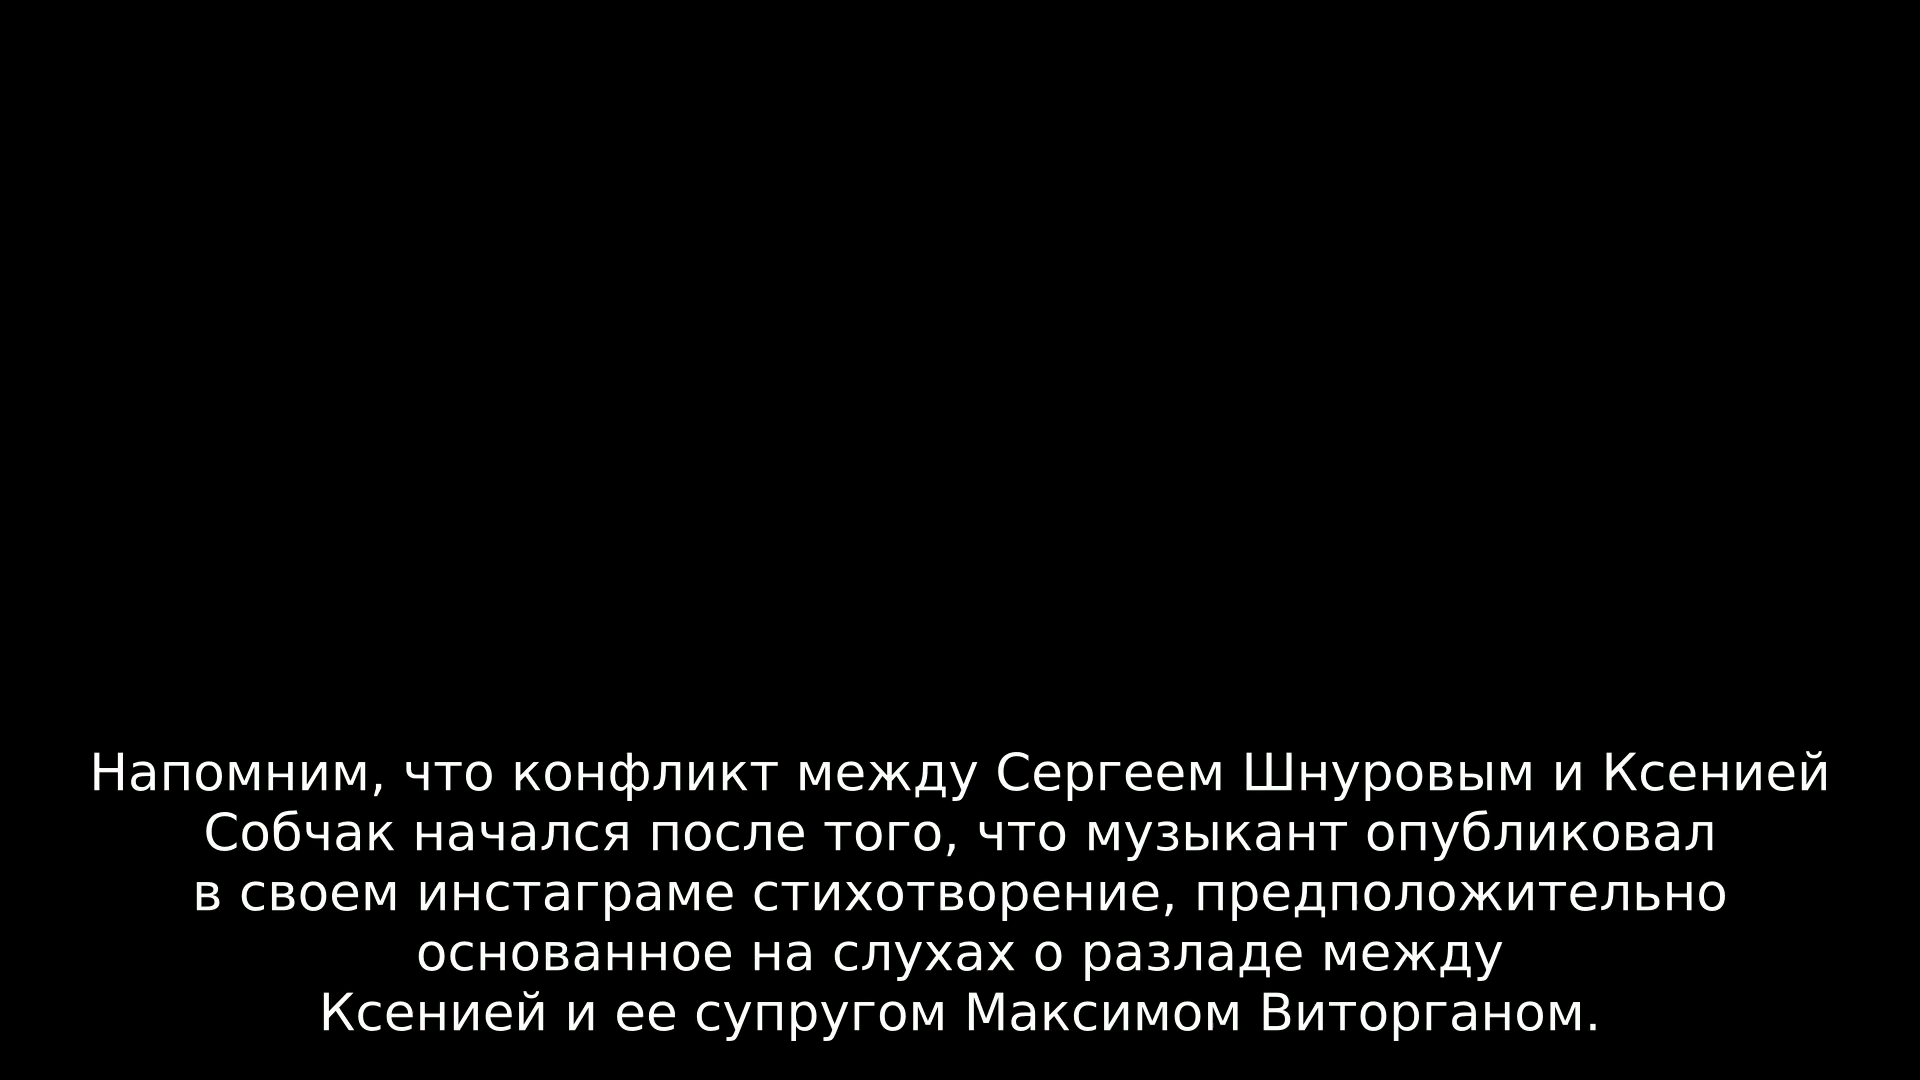 Напомним, что конфликт между Сергеем Шнуровым и Ксенией
Собчак начался после того, что музыкант опубликовал
в своем инстаграме стихотворение, предположительно
основанное на слухах о разладе между
Ксенией и ее супругом Максимом Виторганом.